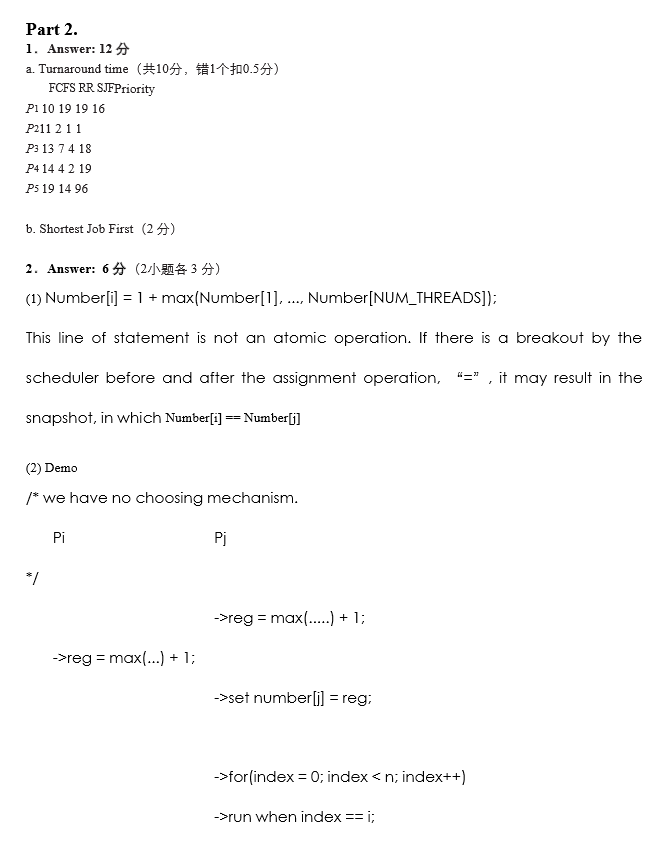 Part 2.
1．Answer: 12 分
a. Turnaround time（共10分，错1个扣0.5分）
FCFS RR SJFPriority
P1 10 19 19 16
P211 2 1 1
P3 13 7 4 18
P4 14 4 2 19
P5 19 14 96
b. Shortest Job First（2 分）
2．Answer: 6 分（2小题各 3 分）
(1) Number[i] = 1 + max(Number[1], ..., Number[NUM_THREADS]);
This line of statement is not an atomic operation. If there is a breakout by the
scheduler before and after the assignment operation, “=” , it may result in the
snapshot, in which Number[i] == Number[j]
(2) Demo
/* we have no choosing mechanism.
Pi Pj
*/
->reg = max(.....) + 1;
->reg = max(...) + 1;
->set number[j] = reg;
->for(index = 0; index < n; index++)
->run when index == i;